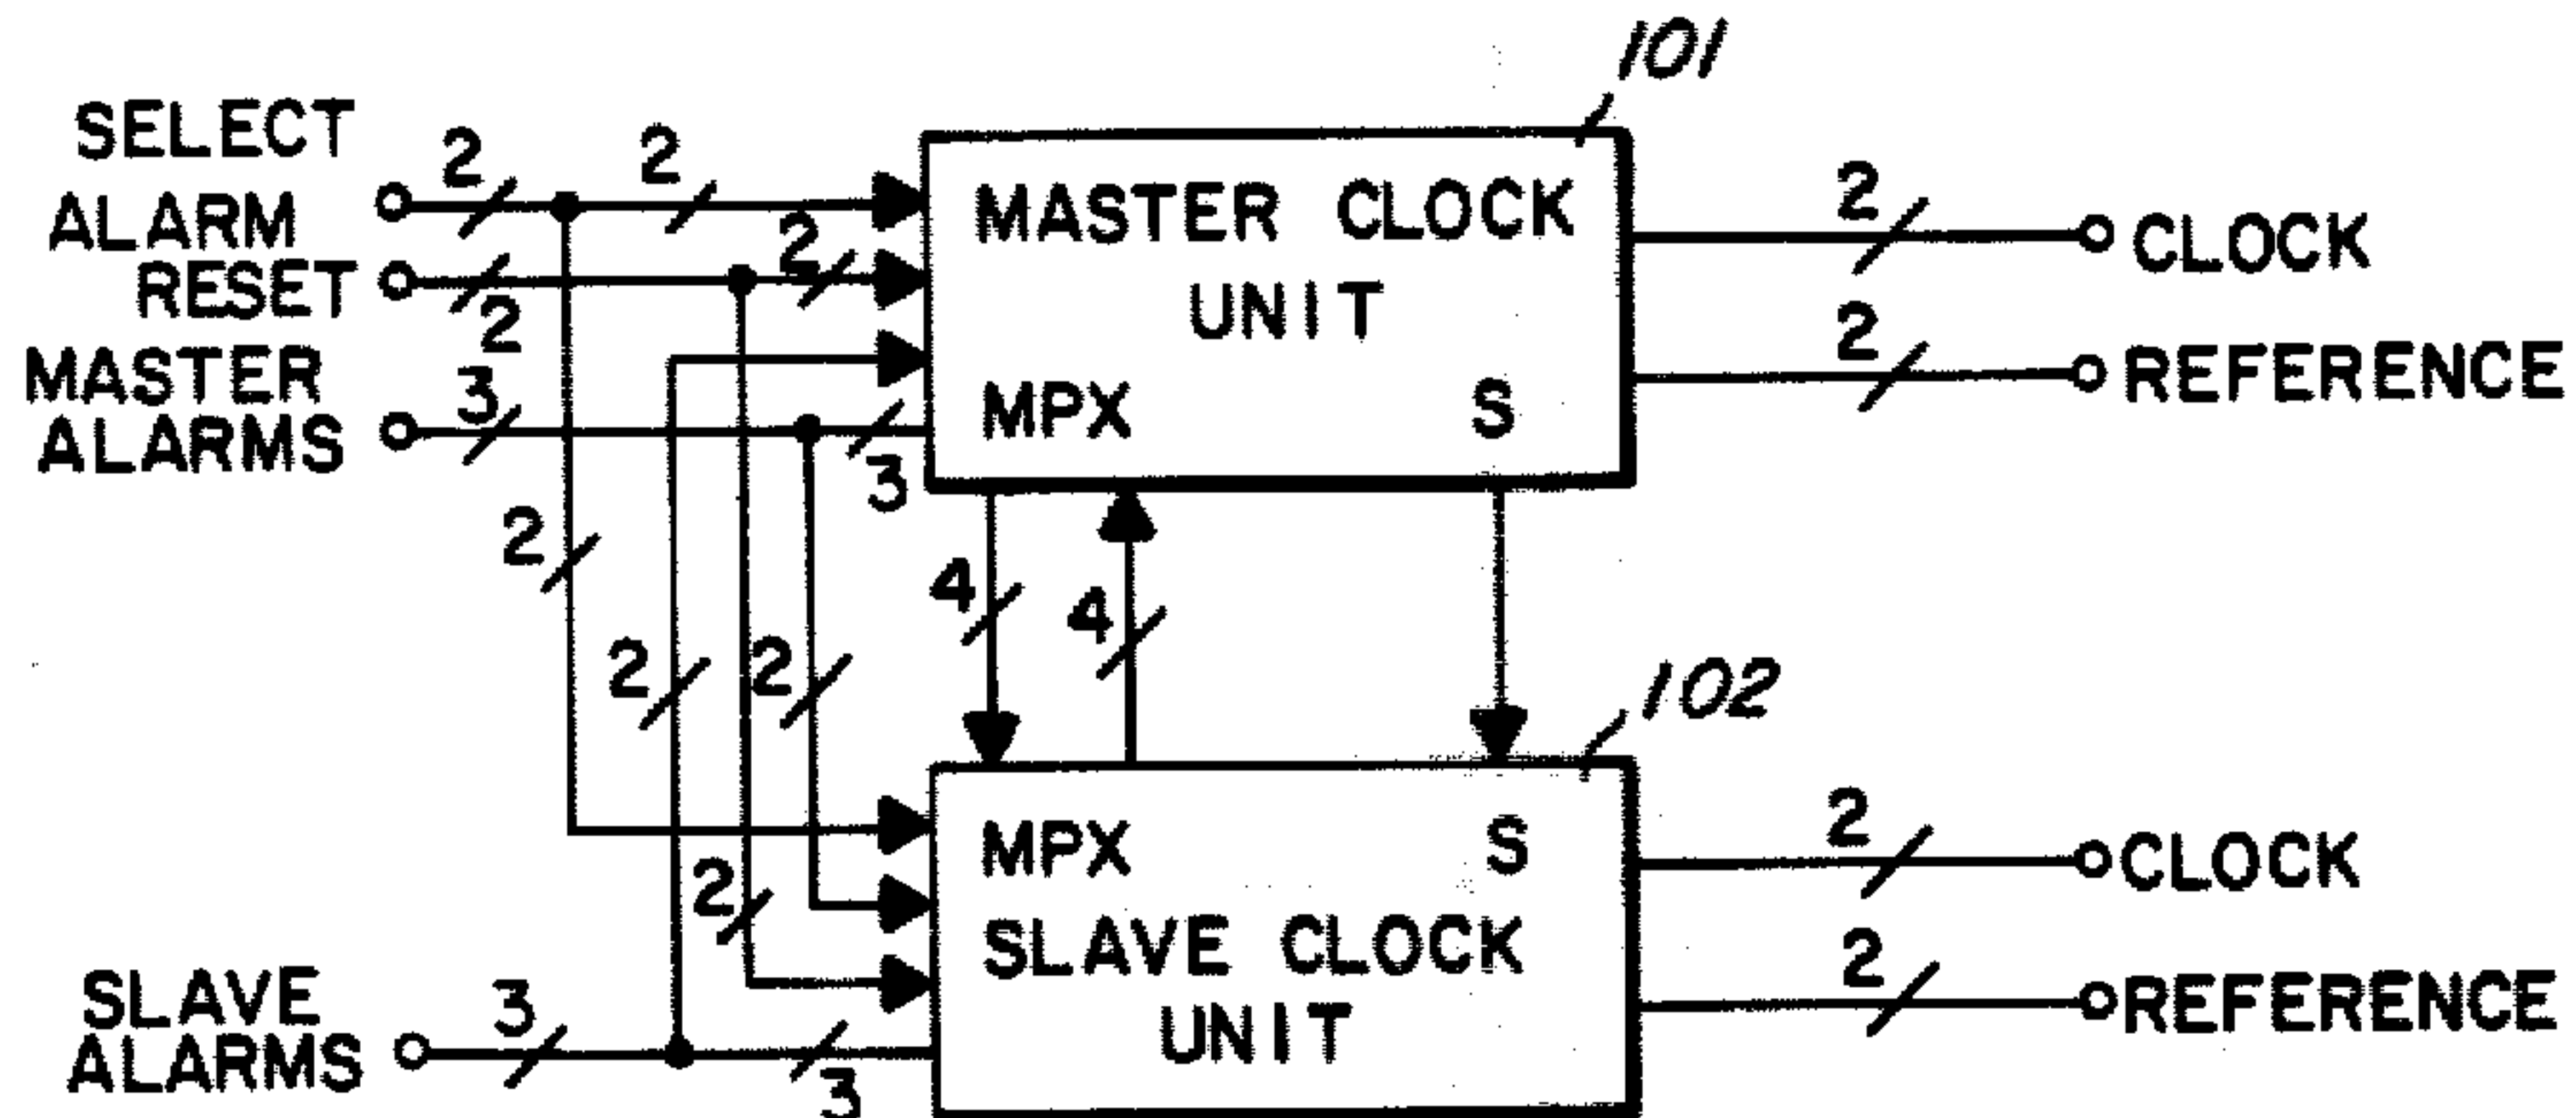 101
SELECT
2
2
ALARM
RESET
2
2
MASTER
ALARMS
3
3
MASTER CLOCK
UNIT
MPX
S
2
CLOCK
2
REFERENCE
2
2
2
2
2
4
4
102
MPX
S
SLAVE CLOCK
UNIT
2
CLOCK
2
REFERENCE
SLAVE
ALARMS
3
3